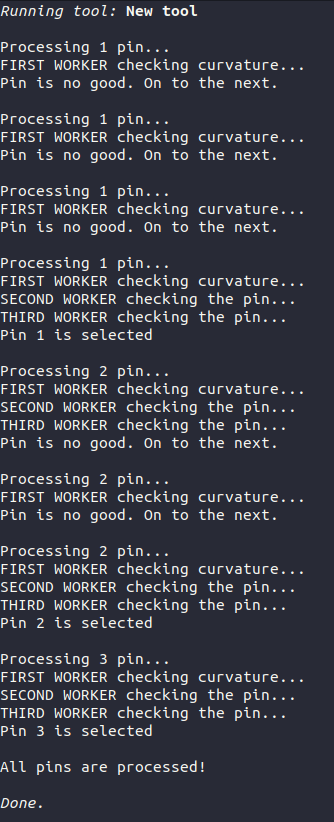 Running tool: New tool
Processing 1 pin...
FIRST WORKER checking curvature...
Pin is no good. On to the next.
Processing 1 pin...
FIRST WORKER checking curvature...
Pin is no good. On to the next.
Processing 1 pin...
FIRST WORKER checking curvature...
Pin is no good. On to the next.
Processing 1 pin...
FIRST WORKER checking curvature...
SECOND WORKER checking the pin...
THIRD WORKER checking the pin...
Pin 1 is selected
Processing 2 pin...
FIRST WORKER checking curvature...
SECOND WORKER checking the pin...
THIRD WORKER checking the pin...
Pin is no good. On to the next.
Processing 2 pin...
FIRST WORKER checking curvature...
Pin is no good. On to the next.
Processing 2 pin...
FIRST WORKER checking curvature...
SECOND WORKER checking the pin...
THIRD WORKER checking the pin...
Pin 2 is selected
Processing 3 pin...
FIRST WORKER checking curvature...
SECOND WORKER checking the pin...
THIRD WORKER checking the pin...
Pin 3 is selected
All pins are processed!
Done.